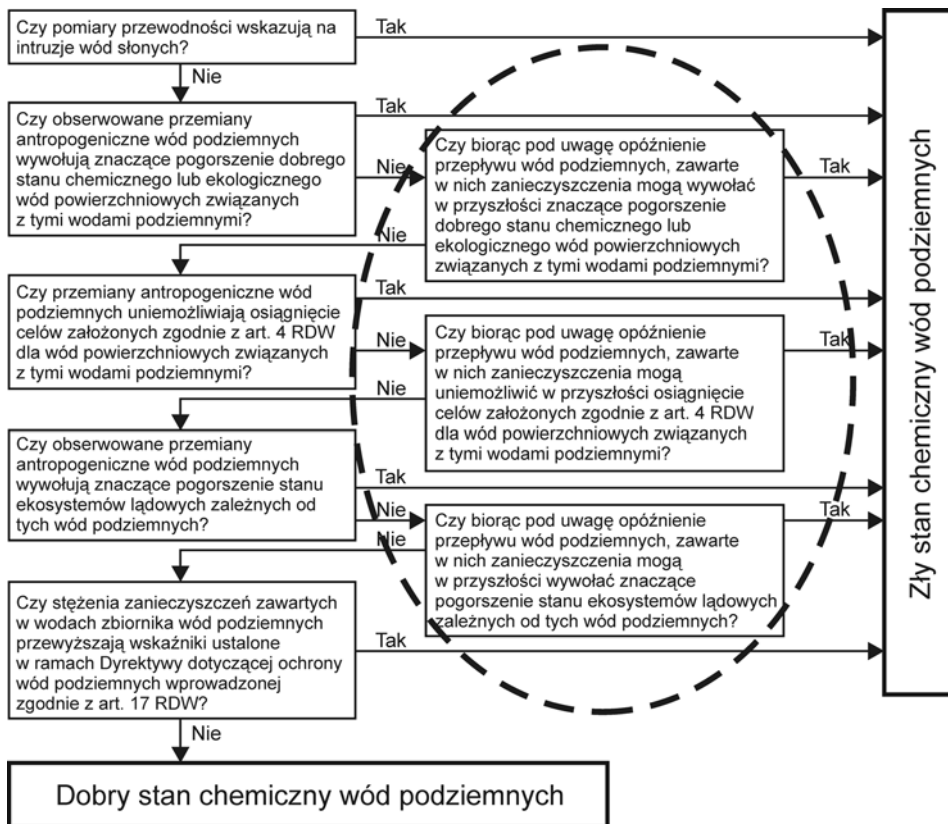 Czy pomiary przewodności wskazują na
intruzje wód słonych?
Tak
Nie
Czy obserwowane przemiany
antropogeniczne wód podziemnych
wywołują znaczące pogorszenie dobrego
stanu chemicznego lub ekologicznego
wód powierzchniowych związanych
z tymi wodami podziemnymi?
Tak
Nie
Czy biorąc pod uwagę opóźnienie
przepływu wód podziemnych, zawarte
w nich zanieczyszczenia mogą wywołać
w przyszłości znaczące pogorszenie
dobrego stanu chemicznego lub
ekologicznego wód powierzchniowych
związanych z tymi wodami podziemnymi?
Tak
Nie
Czy przemiany antropogeniczne wód
podziemnych uniemożliwiają osiągnięcie
celów założonych zgodnie z art. 4 RDW
dla wód powierzchniowych związanych
z tymi wodami podziemnymi?
Tak
Nie
Czy biorąc pod uwagę opóźnienie
przepływu wód podziemnych, zawarte
w nich zanieczyszczenia mogą
uniemożliwić w przyszłości osiągnięcie
celów założonych zgodnie z art. 4 RDW
dla wód powierzchniowych związanych
z tymi wodami podziemnymi?
Tak
Nie
Czy obserwowane przemiany
antropogeniczne wód podziemnych
wywołują znaczące pogorszenie stanu
ekosystemów lądowych zależnych od
tych wód podziemnych?
Tak
Nie
Czy biorąc pod uwagę opóźnienie
przepływu wód podziemnych, zawarte
w nich zanieczyszczenia mogą
w przyszłości wywołać znaczące
pogorszenie stanu ekosystemów lądowych
zależnych od tych wód podziemnych?
Tak
Nie
Czy stężenia zanieczyszczeń zawartych
w wodach zbiornika wód podziemnych
przewyższają wskaźniki ustalone
w ramach Dyrektywy dotyczącej ochrony
wód podziemnych wprowadzonej
zgodnie z art. 17 RDW?
Tak
Nie
Dobry stan chemiczny wód podziemnych
Zły stan chemiczny wód podziemnych